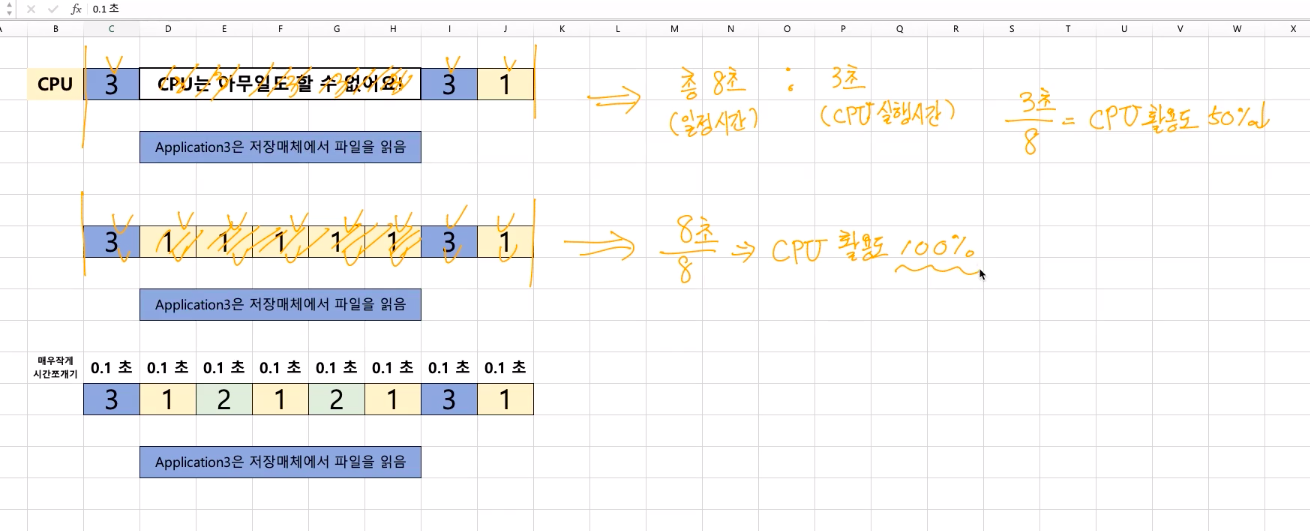 fx 0.1 초
B C D E F G H I J K L M N O P Q R S T U V W X
CPU 3 CPU는 아무일도 할 수 없어요! 3 1
Application3은 저장매체에서 파일을 읽음
총 8초 : 3초
(일정시간) (CPU 실행시간)
3초
8
= CPU 활용도 50%
3 1 1 1 1 1 3 1
Application3은 저장매체에서 파일을 읽음
8초
8
⇒ CPU 활용도 100%
매우작게
시간쪼개기
0.1 초 0.1 초 0.1 초 0.1 초 0.1 초 0.1 초 0.1 초 0.1 초
3 1 2 1 2 1 3 1
Application3은 저장매체에서 파일을 읽음